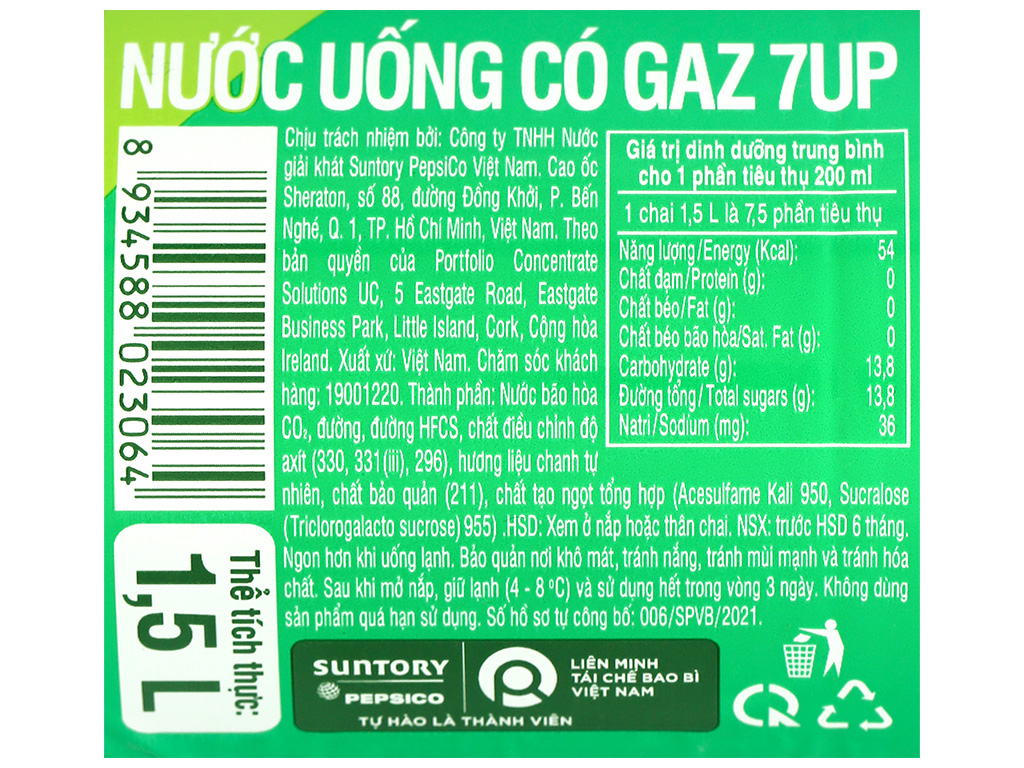 NƯỚC UỐNG CÓ GAZ 7UP
8 934588 023064
Thể tích thực:
1,5 L
Chịu trách nhiệm bởi: Công ty TNHH Nước
giải khát Suntory PepsiCo Việt Nam. Cao ốc
Sheraton, số 88, đường Đồng Khởi, P. Bến
Nghé, Q. 1, TP. Hồ Chí Minh, Việt Nam. Theo
bản quyền của Portfolio Concentrate
Solutions UC, 5 Eastgate Road, Eastgate
Business Park, Little Island, Cork, Cộng hòa
Ireland. Xuất xứ: Việt Nam. Chăm sóc khách
hàng: 19001220. Thành phần: Nước bão hòa
CO₂, đường, đường HFCS, chất điều chỉnh độ
axít (330, 331(iii), 296), hương liệu chanh tự
nhiên, chất bảo quản (211), chất tạo ngọt tổng hợp (Acesulfame Kali 950, Sucralose
(Triclorogalacto sucrose) 955) .HSD: Xem ở nắp hoặc thân chai. NSX: trước HSD 6 tháng.
Ngon hơn khi uống lạnh. Bảo quản nơi khô mát, tránh nắng, tránh mùi mạnh và tránh hóa
chất. Sau khi mở nắp, giữ lạnh (4 - 8 ⁰C) và sử dụng hết trong vòng 3 ngày. Không dùng
sản phẩm quá hạn sử dụng. Số hồ sơ tự công bố: 006/SPVB/2021.
Giá trị dinh dưỡng trung bình
cho 1 phần tiêu thụ 200 ml
1 chai 1,5 L là 7,5 phần tiêu thụ
Năng lượng/Energy (Kcal): 54
Chất đạm/Protein (g): 0
Chất béo/Fat (g): 0
Chất béo bão hòa/Sat. Fat (g): 0
Carbohydrate (g): 13,8
Đường tổng/Total sugars (g): 13,8
Natri/Sodium (mg): 36
SUNTORY
PEPSICO
LIÊN MINH
TÁI CHẾ BAO BÌ
VIỆT NAM
TỰ HÀO LÀ THÀNH VIÊN